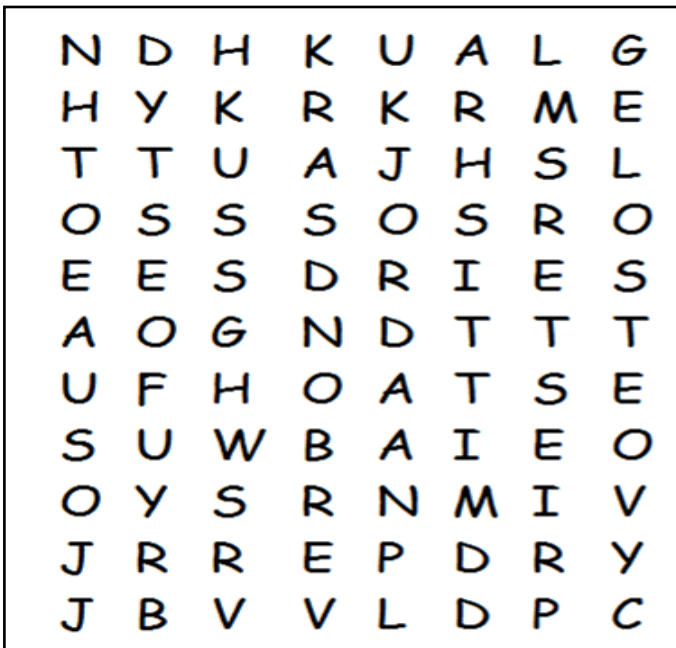 N D H K U A L G
H Y K R K R M E
T T U A J H S L
O S S S O S R O
E E S D R I E S
A O G N D T T T
U F H O A T S E
S U W B A I E O
O Y S R N M I V
J R R E P D R Y
J B V V L D P C